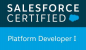 SALESFORCE
CERTIFIED
Platform Developer I